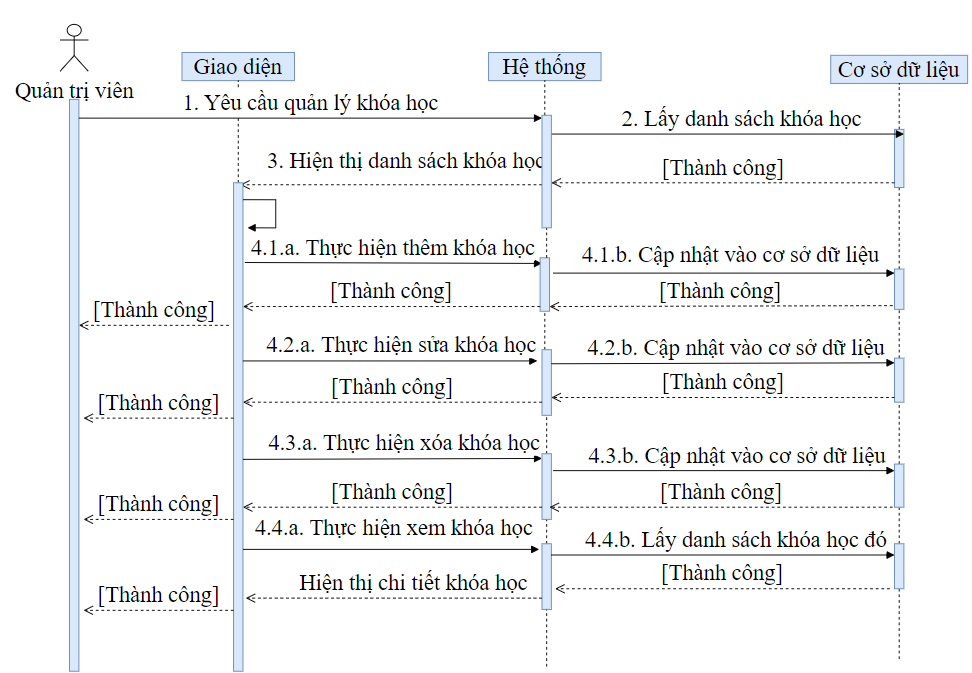 Giao diện
Hệ thống
Cơ sở dữ liệu
Quản trị viên
1. Yêu cầu quản lý khóa học
2. Lấy danh sách khóa học
3. Hiện thị danh sách khóa học
[Thành công]
4.1.a. Thực hiện thêm khóa học
4.1.b. Cập nhật vào cơ sở dữ liệu
[Thành công]
[Thành công]
[Thành công]
4.2.a. Thực hiện sửa khóa học
4.2.b. Cập nhật vào cơ sở dữ liệu
[Thành công]
[Thành công]
[Thành công]
4.3.a. Thực hiện xóa khóa học
4.3.b. Cập nhật vào cơ sở dữ liệu
[Thành công]
[Thành công]
[Thành công]
4.4.a. Thực hiện xem khóa học
4.4.b. Lấy danh sách khóa học đó
[Thành công]
Hiện thị chi tiết khóa học
[Thành công]